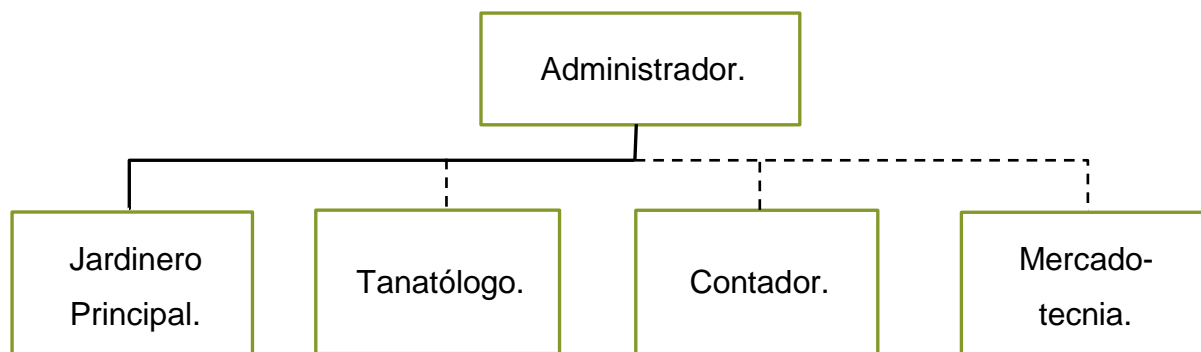 Administrador.
Jardinero
Principal.
Tanatólogo.
Contador.
Mercado-
tecnia.